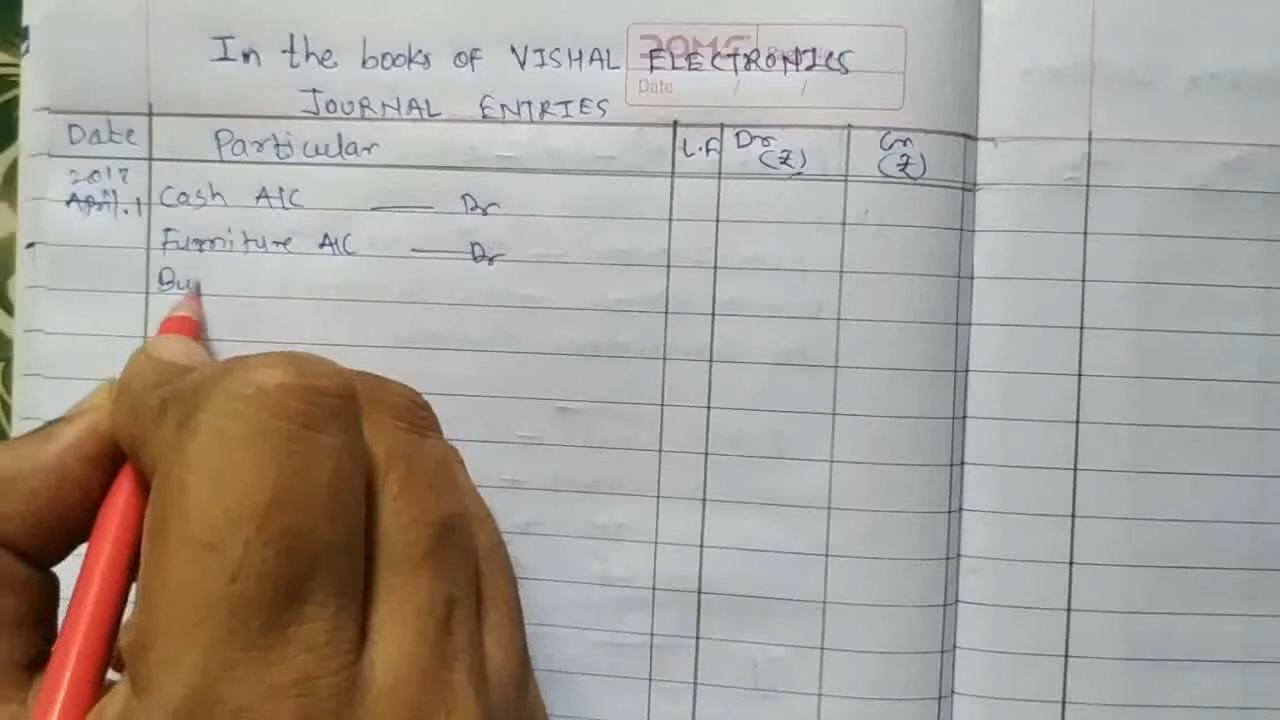 In the books of VISHAL ELECTRONICS
Date / /
JOURNAL ENTRIES
Date Particular L.F Dr (₹) Cr (₹)
2017
April.1 Cash A/C —— Dr
Furniture A/C —— Dr
Bu